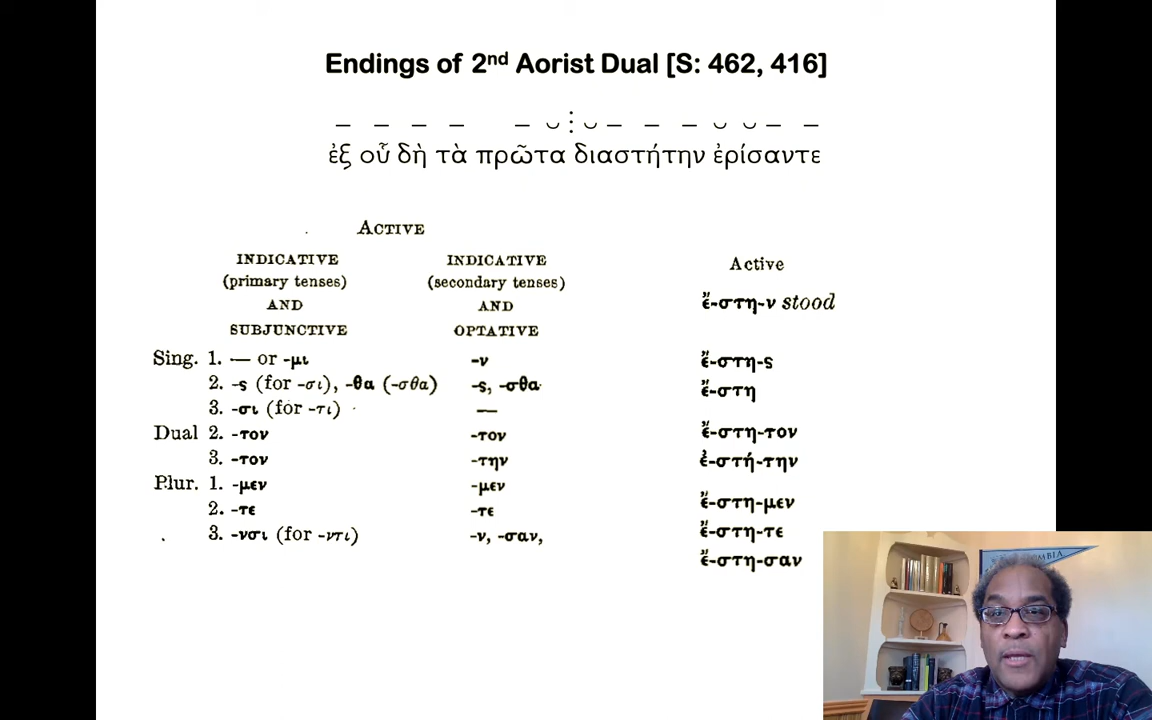 Endings of 2nd Aorist Dual [S: 462, 416]
— — — — — ⏑ ⋮ ⏑ — — — ⏑ ⏑ — —
ἐξ οὗ δὴ τὰ πρῶτα διαστήτην ἐρίσαντε
ACTIVE
INDICATIVE (primary tenses) AND SUBJUNCTIVE
INDICATIVE (secondary tenses) AND OPTATIVE
Sing. 1. — or -μι -ν
2. -ς (for -σι), -θα (-σθα) -ς, -σθα
3. -σι (for -τι) —
Dual 2. -τον -τον
3. -τον -την
Plur. 1. -μεν -μεν
2. -τε -τε
3. -νσι (for -ντι) -ν, -σαν,
Active
ἔ-στη-ν stood
ἔ-στη-ς
ἔ-στη
ἔ-στη-τον
ἐ-στή-την
ἔ-στη-μεν
ἔ-στη-τε
ἔ-στη-σαν